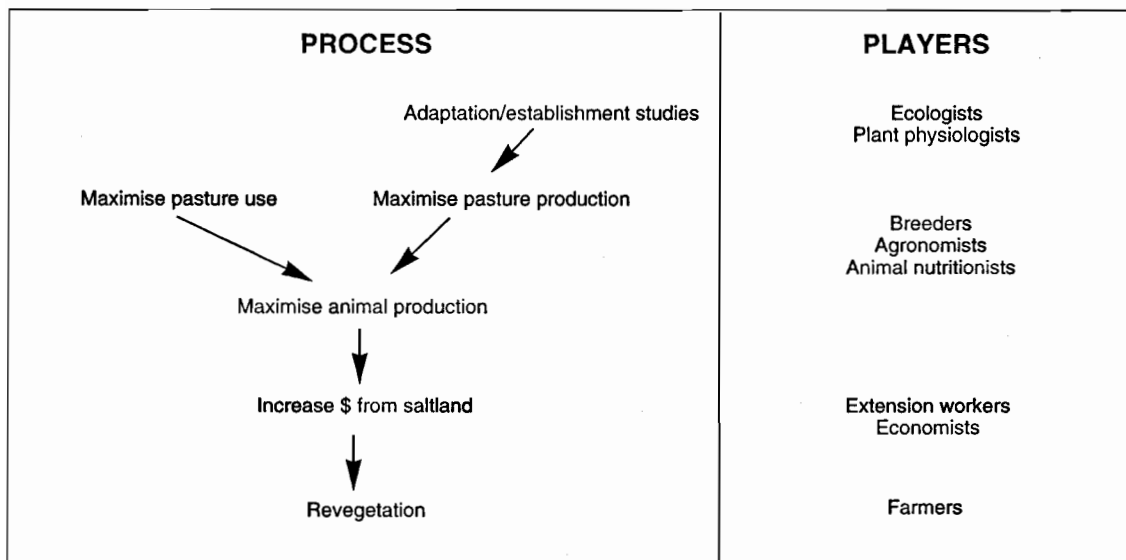 PROCESS
Adaptation/establishment studies
Maximise pasture use
Maximise pasture production
Maximise animal production
Increase $ from saltland
Revegetation
PLAYERS
Ecologists
Plant physiologists
Breeders
Agronomists
Animal nutritionists
Extension workers
Economists
Farmers